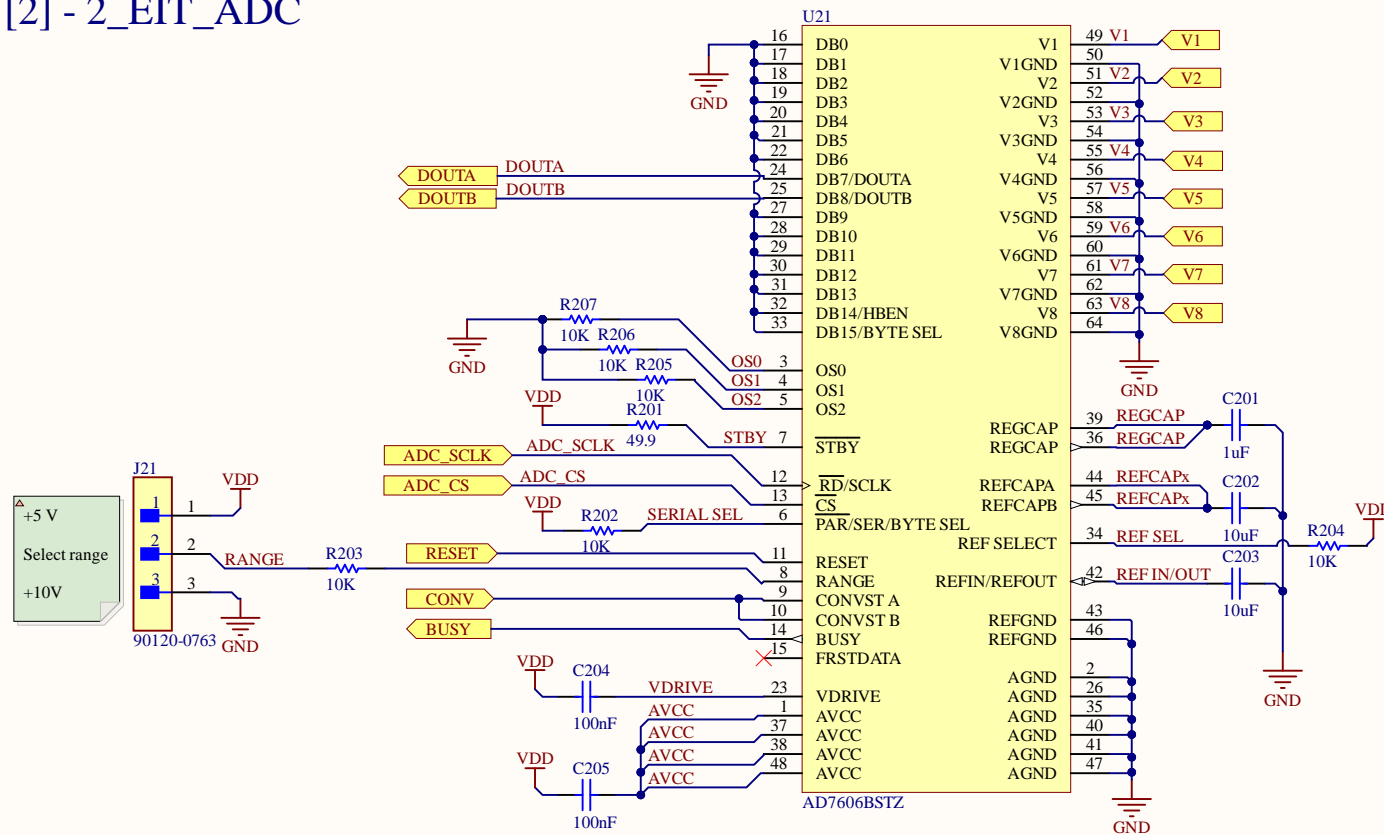 [2] - 2_EIT_ADC
U21
16 DB0
17 DB1
18 DB2
19 DB3
20 DB4
21 DB5
22 DB6
24 DB7/DOUTA
25 DB8/DOUTB
27 DB9
28 DB10
29 DB11
30 DB12
31 DB13
32 DB14/HBEN
33 DB15/BYTE SEL
GND
DOUTA DOUTA
DOUTB DOUTB
V1 49 V1 V1
V1GND 50
V2 51 V2 V2
V2GND 52
V3 53 V3 V3
V3GND 54
V4 55 V4 V4
V4GND 56
V5 57 V5 V5
V5GND 58
V6 59 V6 V6
V6GND 60
V7 61 V7 V7
V7GND 62
V8 63 V8 V8
V8GND 64
GND
R207
10K
R206
10K
R205
10K
GND
OS0 3 OS0
OS1 4 OS1
OS2 5 OS2
VDD
R201
49.9
STBY 7 STBY
ADC_SCLK ADC_SCLK 12 RD/SCLK
ADC_CS ADC_CS 13 CS
VDD
R202
10K
SERIAL SEL 6 PAR/SER/BYTE SEL
RESET 11 RESET
J21
+5 V
Select range
+10V
1 1 VDD
2 2 RANGE
3 3 GND
90120-0763
R203
10K
8 RANGE
CONV 9 CONVST A
10 CONVST B
BUSY 14 BUSY
15 FRSTDATA
VDD
C204
100nF
VDRIVE 23 VDRIVE
AVCC 1 AVCC
AVCC 37 AVCC
AVCC 38 AVCC
AVCC 48 AVCC
VDD
C205
100nF
REGCAP 39 REGCAP
REGCAP 36 REGCAP
C201
1uF
REFCAPA 44 REFCAPx
REFCAPB 45 REFCAPx
C202
10uF
REF SELECT 34 REF SEL
R204
10K
VDD
REFIN/REFOUT 42 REF IN/OUT
C203
10uF
GND
REFGND 43
REFGND 46
AGND 2
AGND 26
AGND 35
AGND 40
AGND 41
AGND 47
GND
AD7606BSTZ